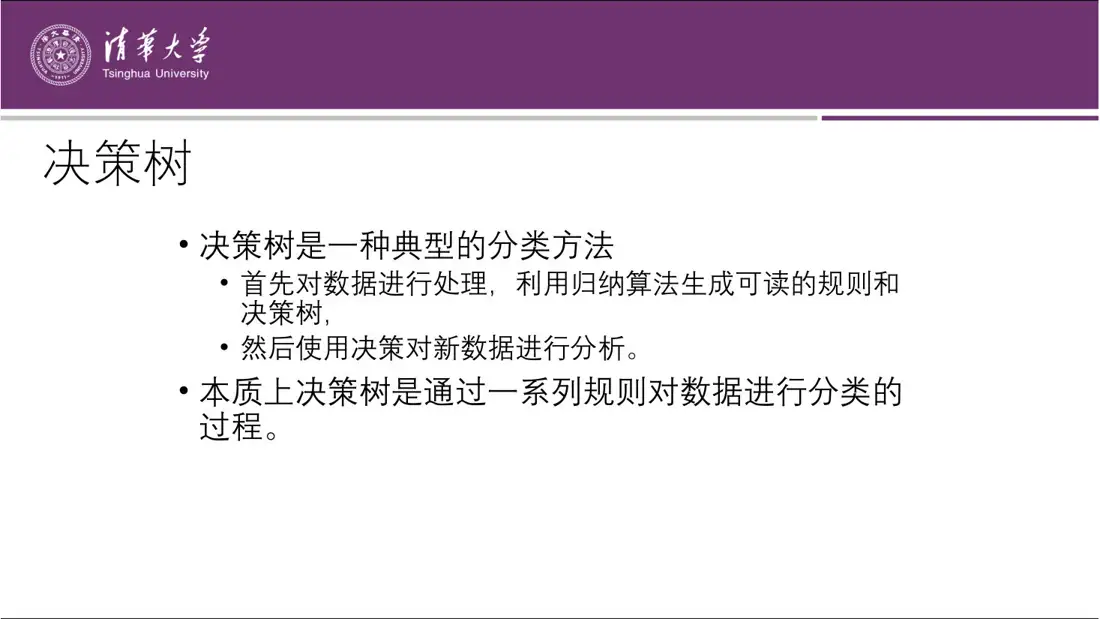 清华大学
Tsinghua University
决策树
• 决策树是一种典型的分类方法
• 首先对数据进行处理，利用归纳算法生成可读的规则和
决策树,
• 然后使用决策对新数据进行分析。
• 本质上决策树是通过一系列规则对数据进行分类的
过程。